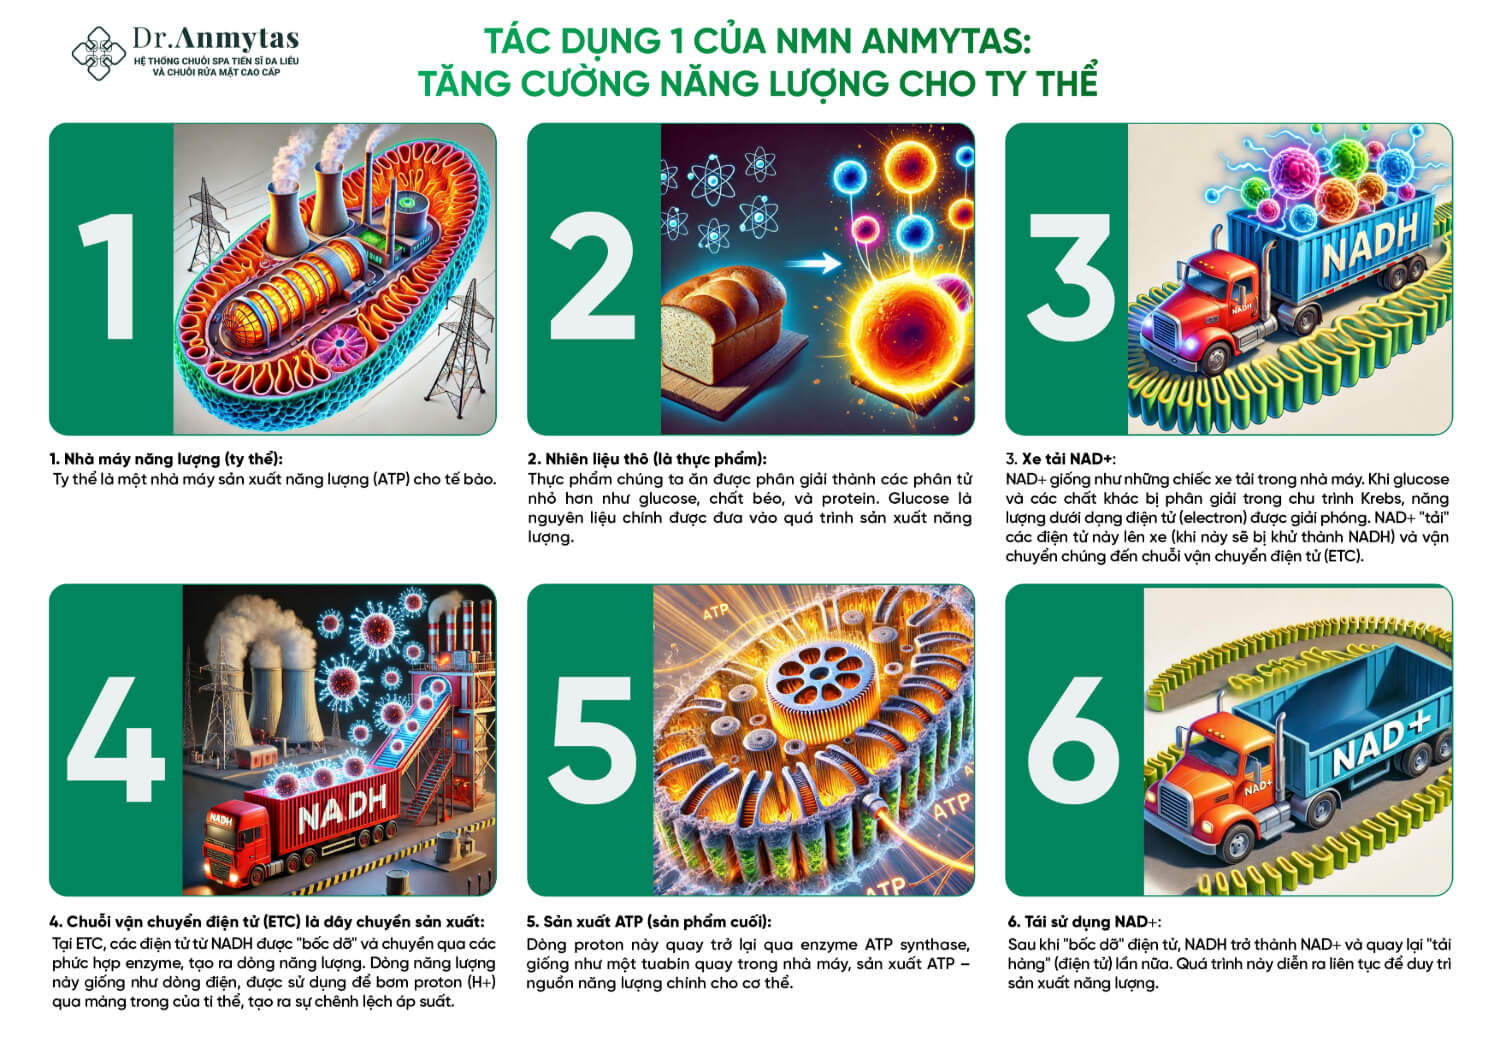 Dr.Anmytas
HỆ THỐNG CHUỖI SPA TIẾN SĨ DA LIỄU
VÀ CHUỖI RỬA MẶT CAO CẤP
TÁC DỤNG 1 CỦA NMN ANMYTAS:
TĂNG CƯỜNG NĂNG LƯỢNG CHO TY THỂ
1
2
3
NADH
NADH
1. Nhà máy năng lượng (ty thể):
Ty thể là một nhà máy sản xuất năng lượng (ATP) cho tế bào.
2. Nhiên liệu thô (là thực phẩm):
Thực phẩm chúng ta ăn được phân giải thành các phân tử
nhỏ hơn như glucose, chất béo, và protein. Glucose là
nguyên liệu chính được đưa vào quá trình sản xuất năng
lượng.
3. Xe tải NAD+:
NAD+ giống như những chiếc xe tải trong nhà máy. Khi glucose
và các chất khác bị phân giải trong chu trình Krebs, năng
lượng dưới dạng điện tử (electron) được giải phóng. NAD+ "tải"
các điện tử này lên xe (khi này sẽ bị khử thành NADH) và vận
chuyển chúng đến chuỗi vận chuyển điện tử (ETC).
4
NADH
NADH
5
ATP
ATP
ATP
6
NAD+
NAD+
4. Chuỗi vận chuyển điện tử (ETC) là dây chuyền sản xuất:
Tại ETC, các điện tử từ NADH được "bốc dỡ" và chuyển qua các
phức hợp enzyme, tạo ra dòng năng lượng. Dòng năng lượng
này giống như dòng điện, được sử dụng để bơm proton (H+)
qua màng trong của ti thể, tạo ra sự chênh lệch áp suất.
5. Sản xuất ATP (sản phẩm cuối):
Dòng proton này quay trở lại qua enzyme ATP synthase,
giống như một tuabin quay trong nhà máy, sản xuất ATP –
nguồn năng lượng chính cho cơ thể.
6. Tái sử dụng NAD+:
Sau khi "bốc dỡ" điện tử, NADH trở thành NAD+ và quay lại "tải
hàng" (điện tử) lần nữa. Quá trình này diễn ra liên tục để duy trì
sản xuất năng lượng.